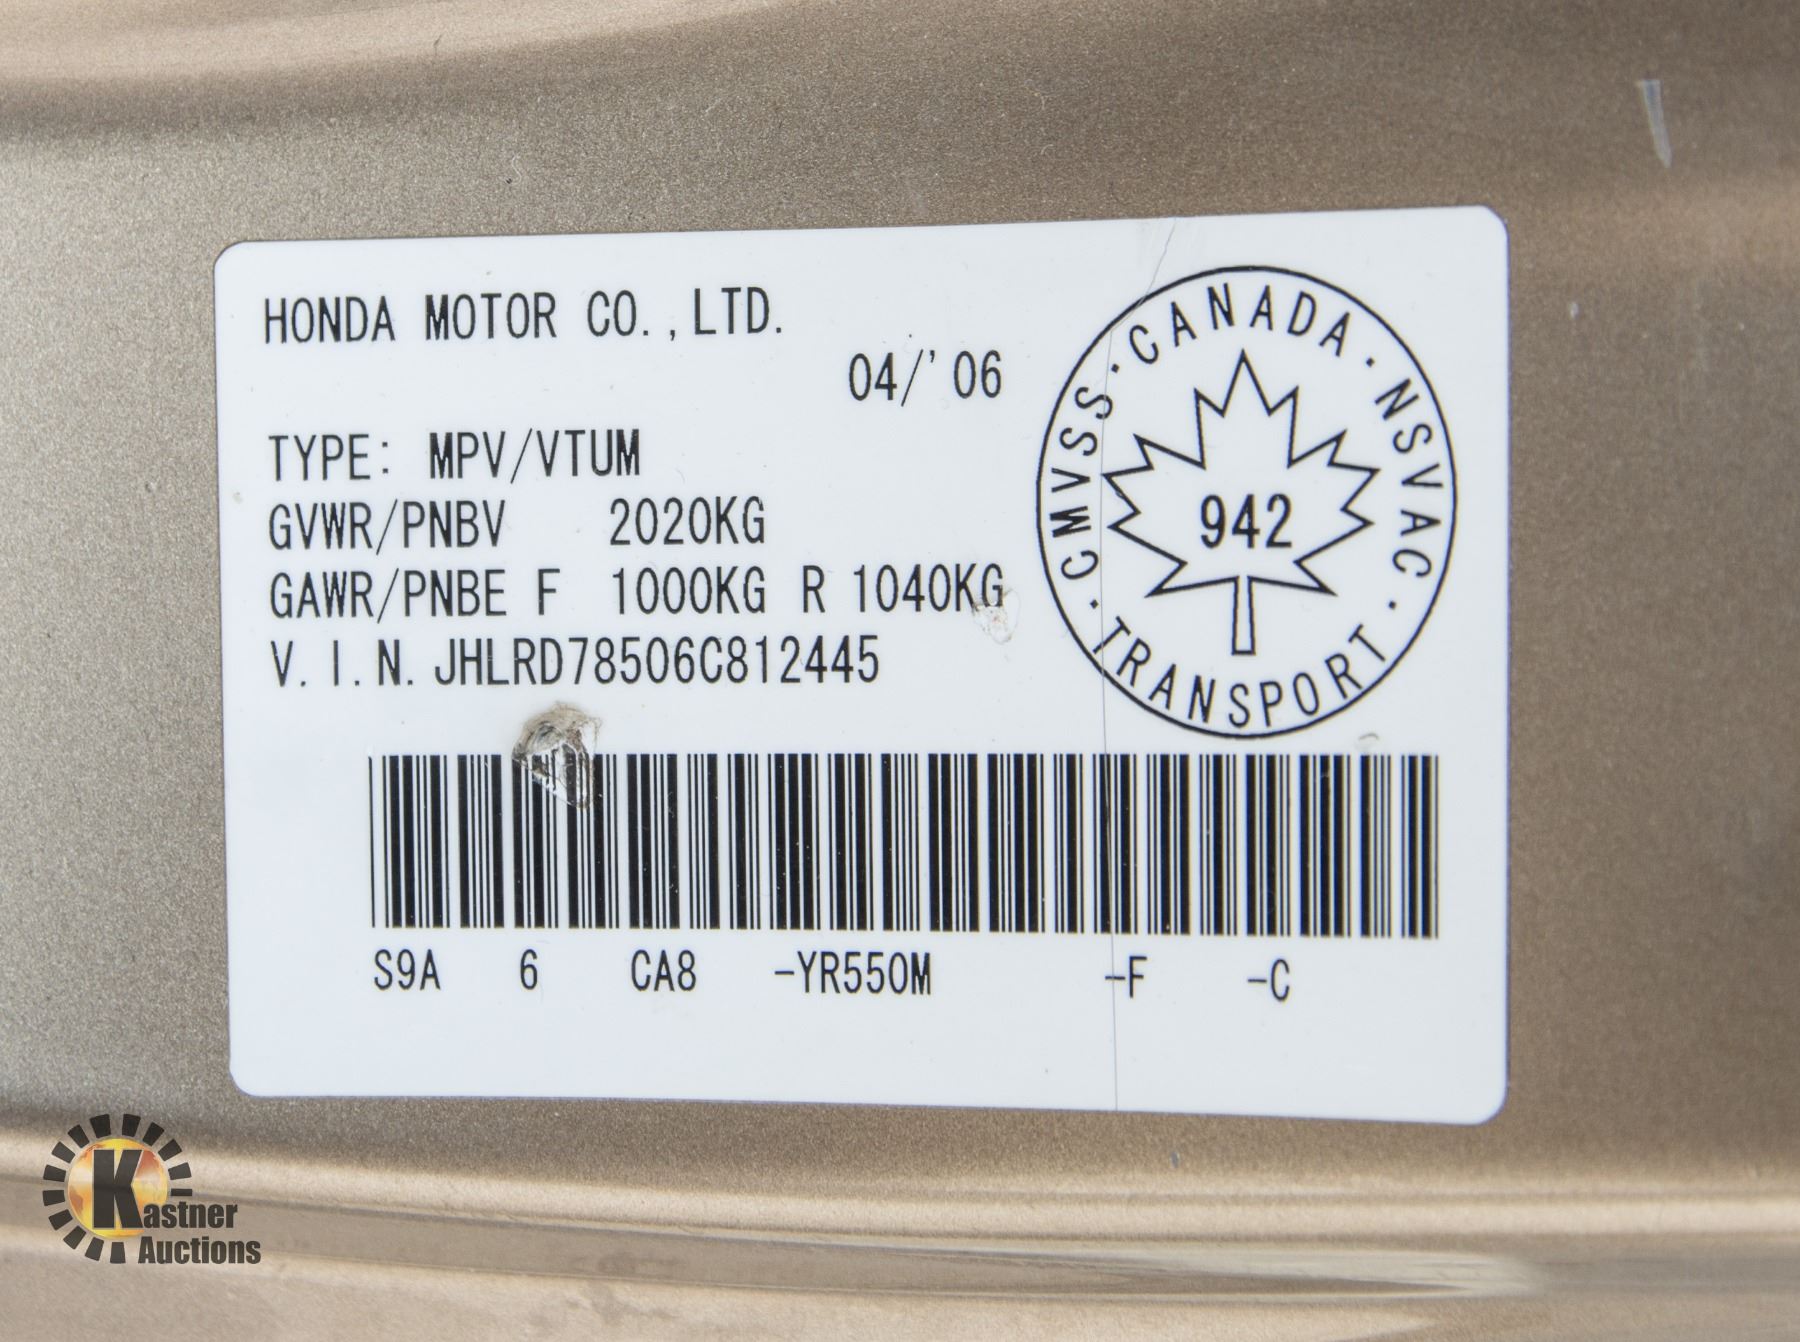 HONDA MOTOR CO.,LTD.
04/'06
TYPE: MPV/VTUM
GVWR/PNBV 2020KG
GAWR/PNBE F 1000KG R 1040KG
V.I.N. JHLRD78506C812445
CANADA · NSVAC · TRANSPORT · CMVSS ·
942
S9A 6 CA8 -YR550M -F -C
Kastner
Auctions